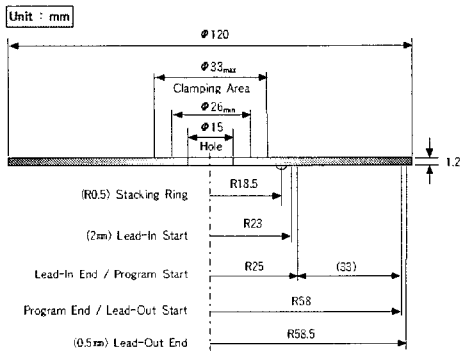 Unit : mm
Φ120
Φ33max
Clamping Area
Φ26min
Φ15
Hole
1.2
(R0.5) Stacking Ring R18.5
(2mm) Lead-In Start R23
Lead-In End / Program Start R25 (33)
Program End / Lead-Out Start R58
(0.5mm) Lead-Out End R58.5